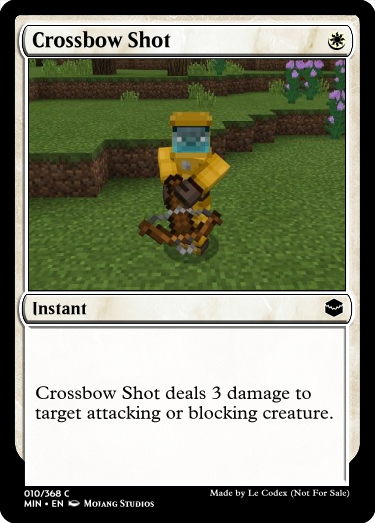 Crossbow Shot
Instant
Crossbow Shot deals 3 damage to
target attacking or blocking creature.
010/368 C
MIN • EN Mojang Studios
Made by Le Codex (Not For Sale)